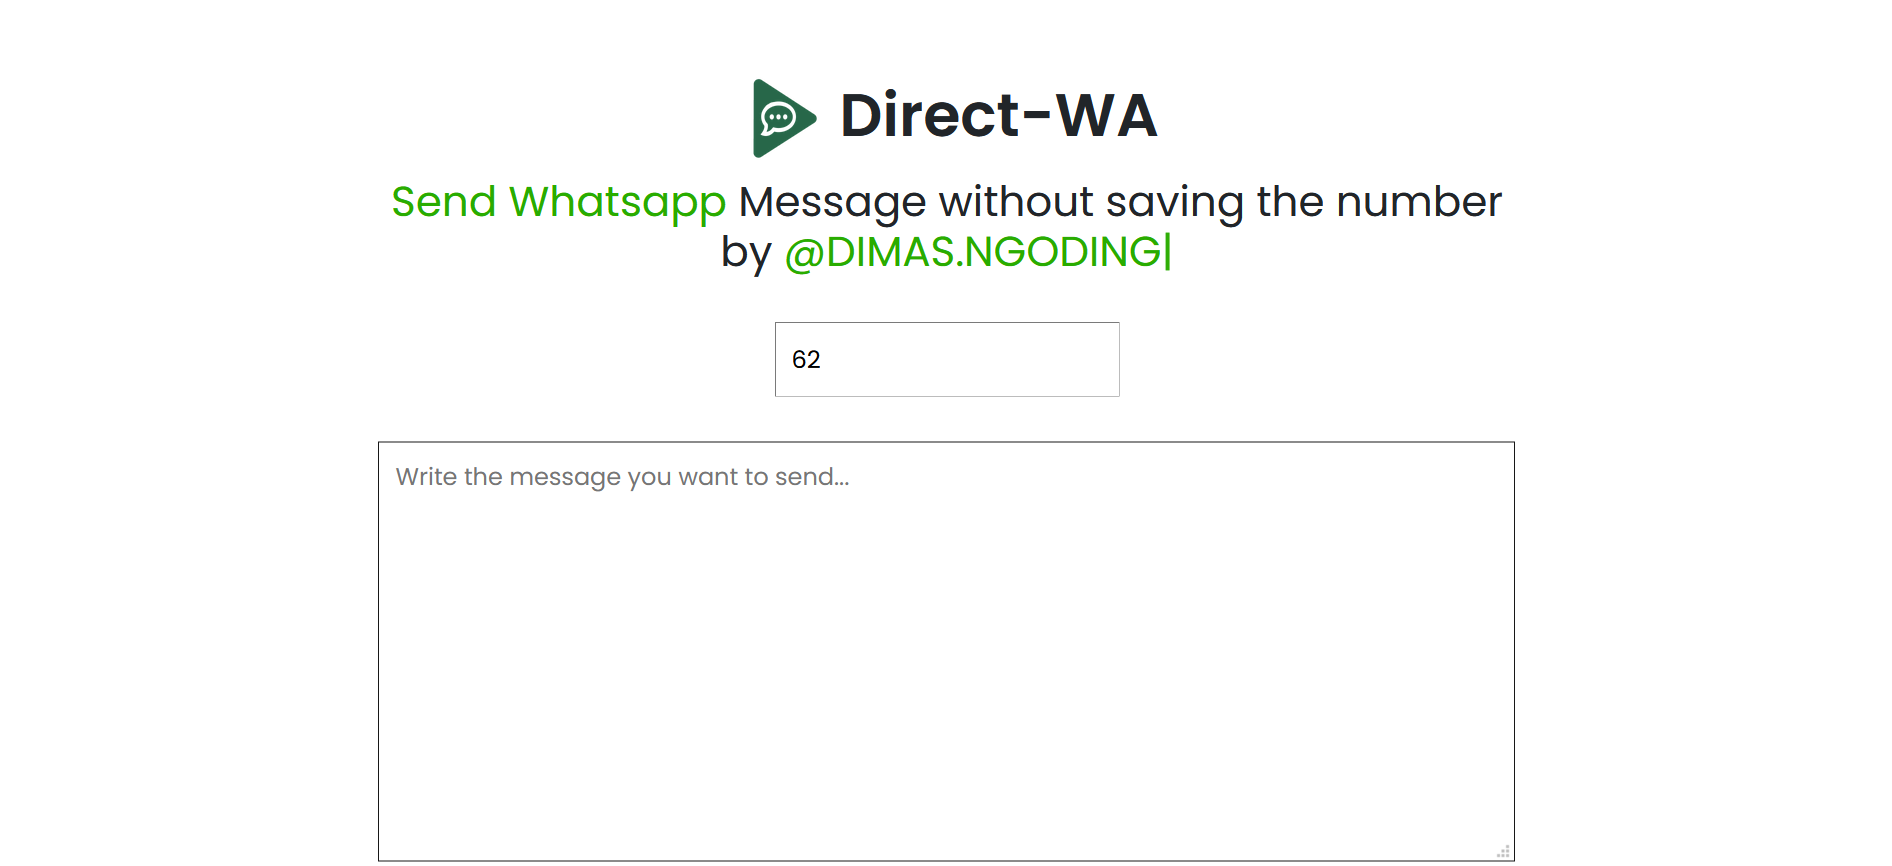 Direct-WA
Send Whatsapp Message without saving the number
by @DIMAS.NGODING|
62
Write the message you want to send...